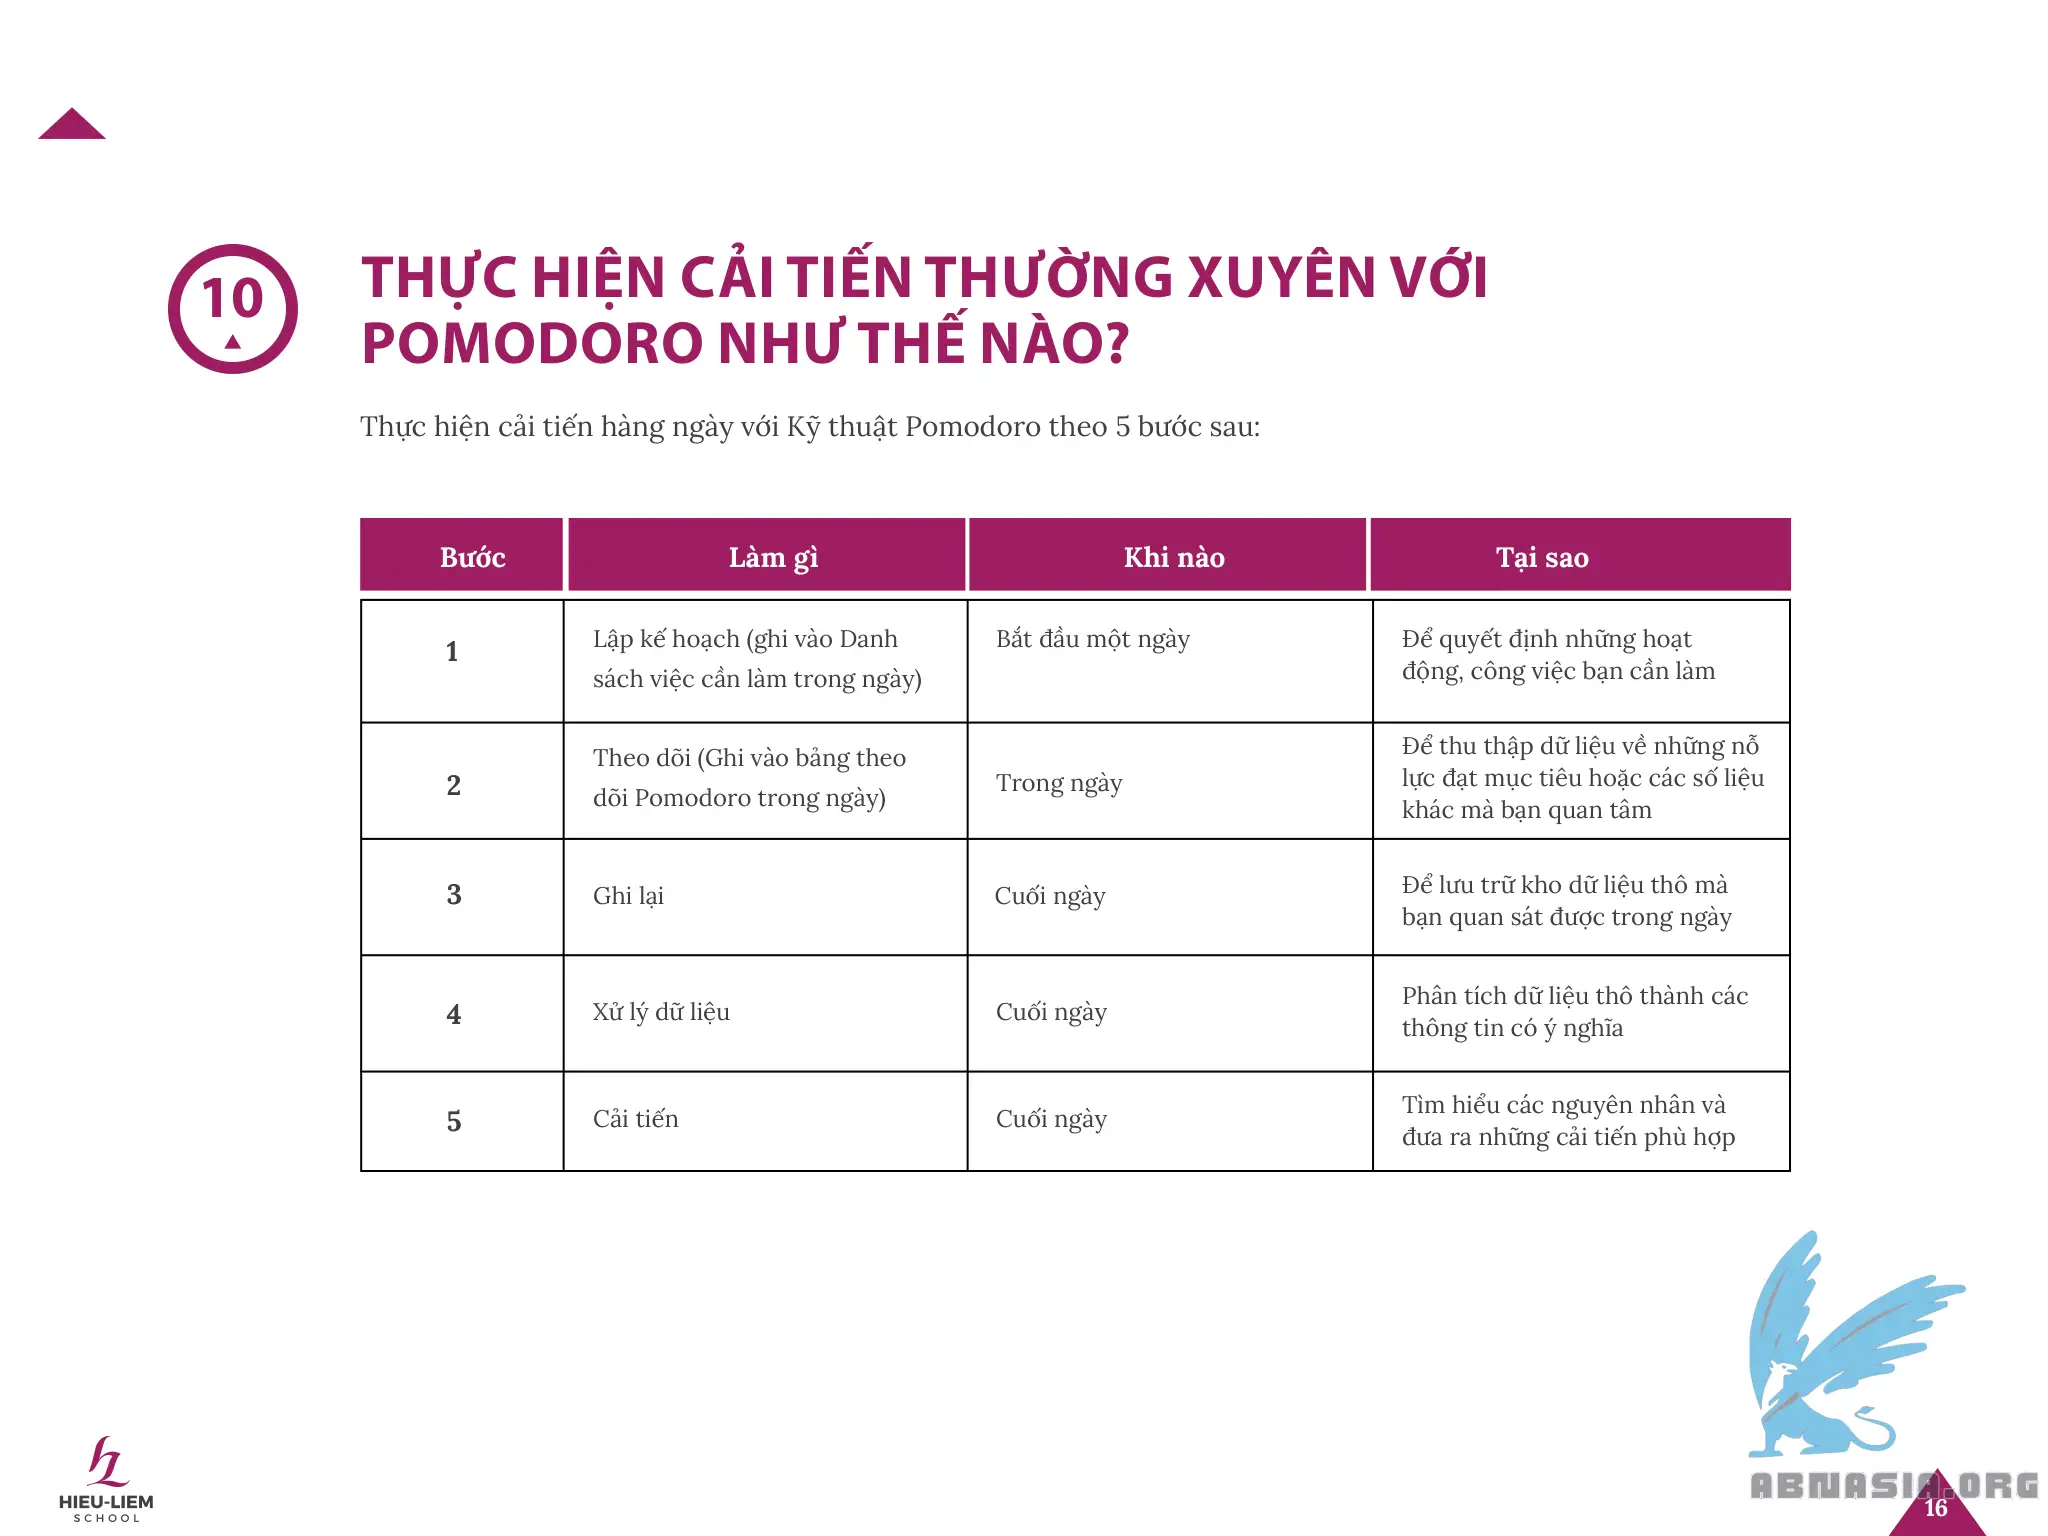 10
THỰC HIỆN CẢI TIẾN THƯỜNG XUYÊN VỚI
POMODORO NHƯ THẾ NÀO?
Thực hiện cải tiến hàng ngày với Kỹ thuật Pomodoro theo 5 bước sau:
Bước
Làm gì
Khi nào
Tại sao
1
Lập kế hoạch (ghi vào Danh
sách việc cần làm trong ngày)
Bắt đầu một ngày
Để quyết định những hoạt
động, công việc bạn cần làm
2
Theo dõi (Ghi vào bảng theo
dõi Pomodoro trong ngày)
Trong ngày
Để thu thập dữ liệu về những nỗ
lực đạt mục tiêu hoặc các số liệu
khác mà bạn quan tâm
3
Ghi lại
Cuối ngày
Để lưu trữ kho dữ liệu thô mà
bạn quan sát được trong ngày
4
Xử lý dữ liệu
Cuối ngày
Phân tích dữ liệu thô thành các
thông tin có ý nghĩa
5
Cải tiến
Cuối ngày
Tìm hiểu các nguyên nhân và
đưa ra những cải tiến phù hợp
HIEU-LIEM
SCHOOL
ABNASIA.ORG
16